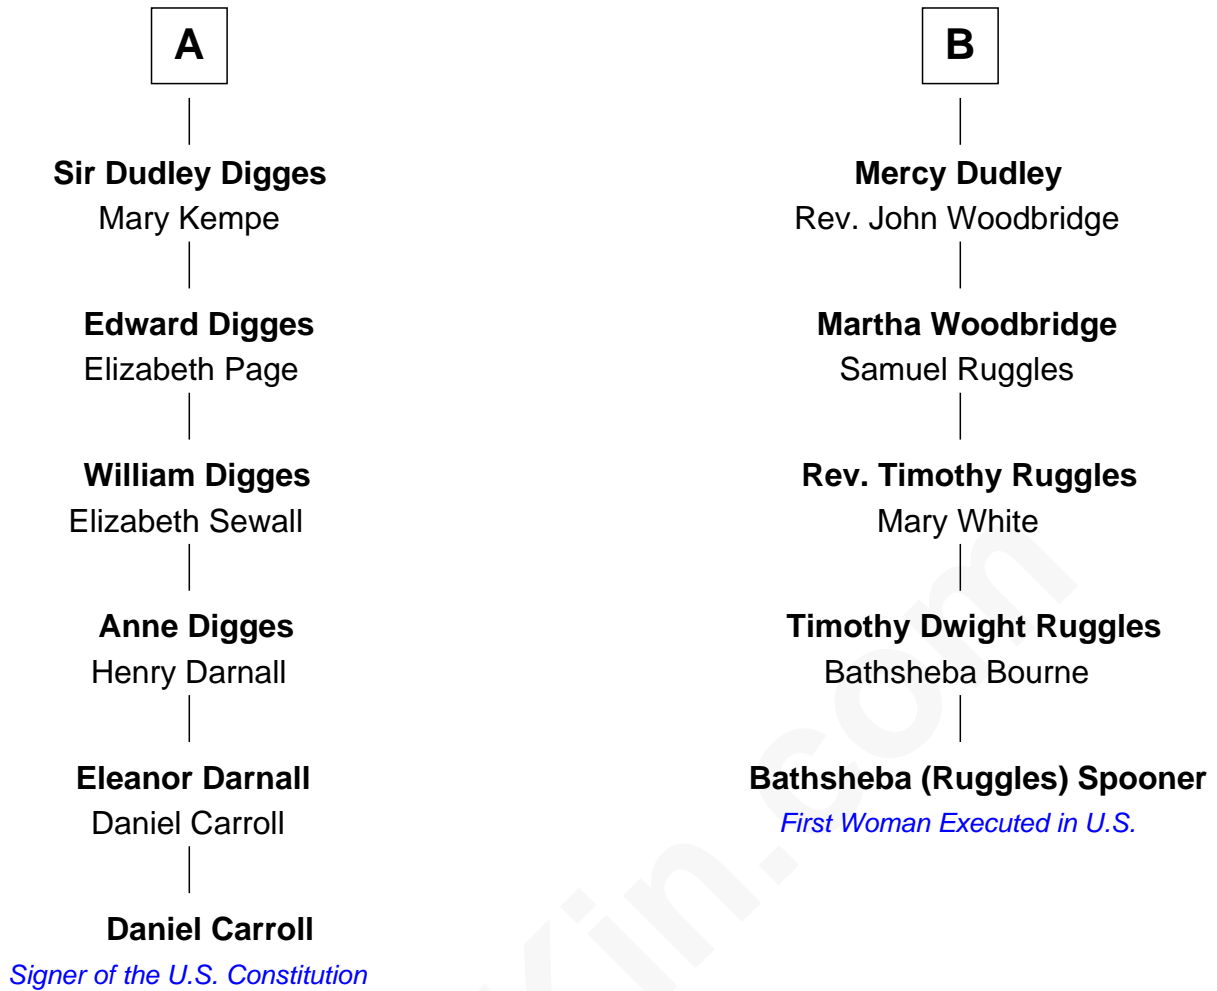 A
Sir Dudley Digges
Mary Kempe
Edward Digges
Elizabeth Page
William Digges
Elizabeth Sewall
Anne Digges
Henry Darnall
Eleanor Darnall
Daniel Carroll
Daniel Carroll
Signer of the U.S. Constitution
B
Mercy Dudley
Rev. John Woodbridge
Martha Woodbridge
Samuel Ruggles
Rev. Timothy Ruggles
Mary White
Timothy Dwight Ruggles
Bathsheba Bourne
Bathsheba (Ruggles) Spooner
First Woman Executed in U.S.
Kin.com